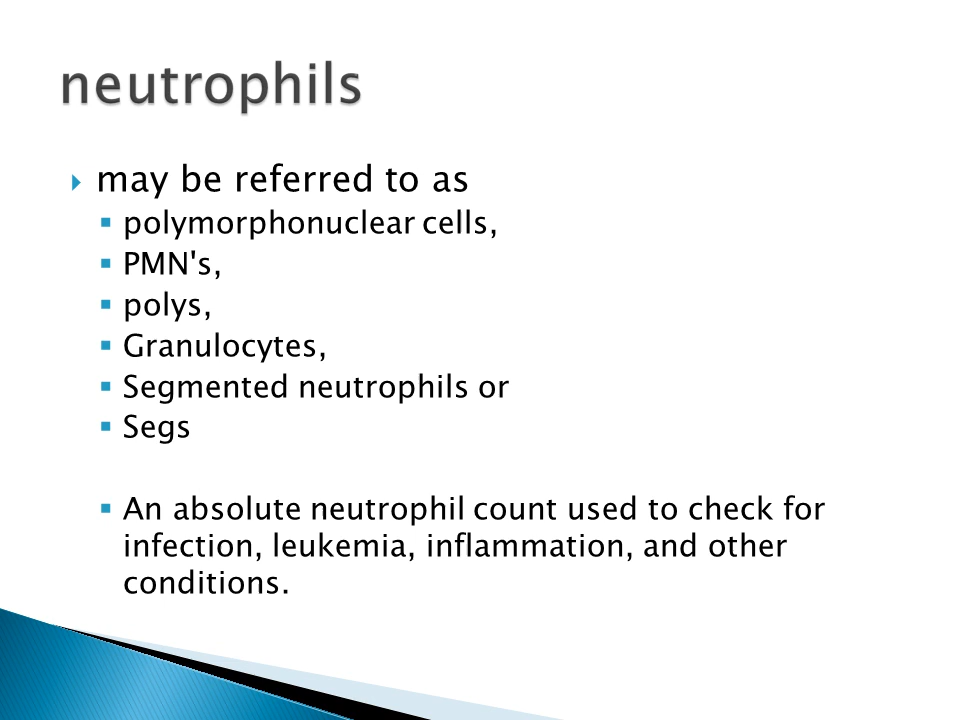 neutrophils
may be referred to as
polymorphonuclear cells,
PMN's,
polys,
Granulocytes,
Segmented neutrophils or
Segs
An absolute neutrophil count used to check for
infection, leukemia, inflammation, and other
conditions.